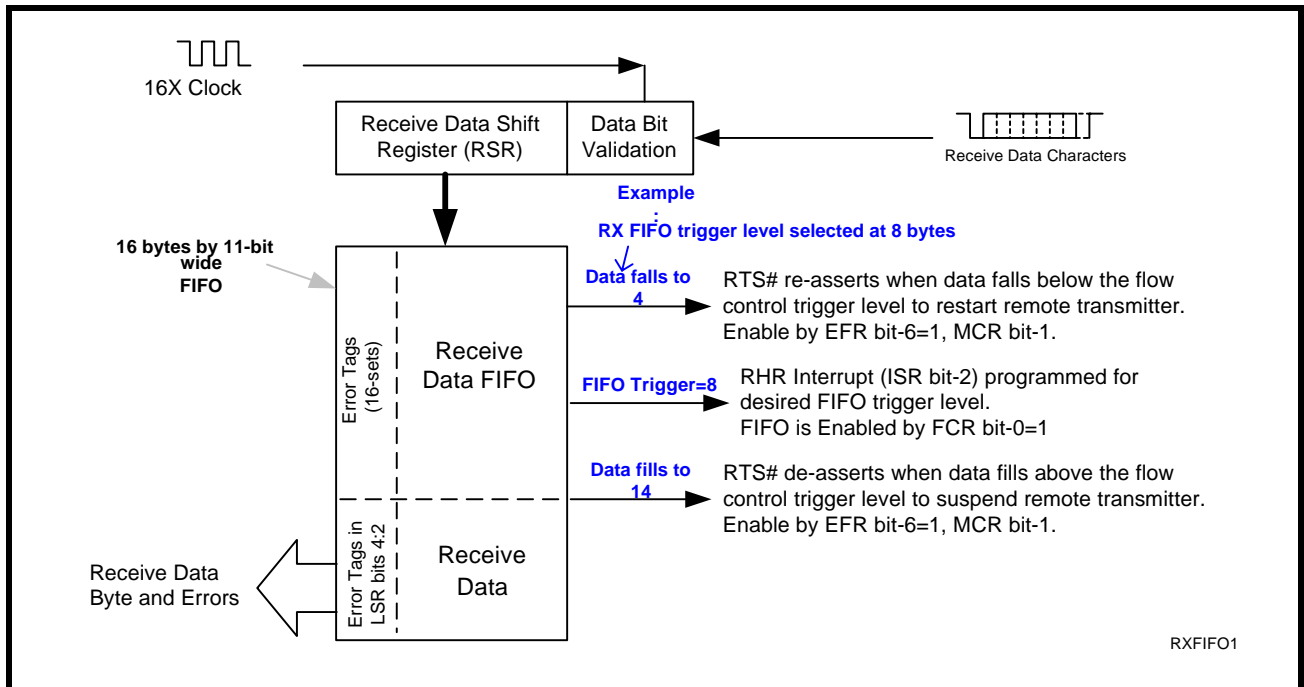 16X Clock
Receive Data Shift
Register (RSR)
Data Bit
Validation
Receive Data Characters
Example
:
RX FIFO trigger level selected at 8 bytes
16 bytes by 11-bit
wide
FIFO
Error Tags
(16-sets)
Receive
Data FIFO
Data falls to
4
RTS# re-asserts when data falls below the flow
control trigger level to restart remote transmitter.
Enable by EFR bit-6=1, MCR bit-1.
FIFO Trigger=8
RHR Interrupt (ISR bit-2) programmed for
desired FIFO trigger level.
FIFO is Enabled by FCR bit-0=1
Data fills to
14
RTS# de-asserts when data fills above the flow
control trigger level to suspend remote transmitter.
Enable by EFR bit-6=1, MCR bit-1.
Error Tags in
LSR bits 4:2
Receive
Data
Receive Data
Byte and Errors
RXFIFO1